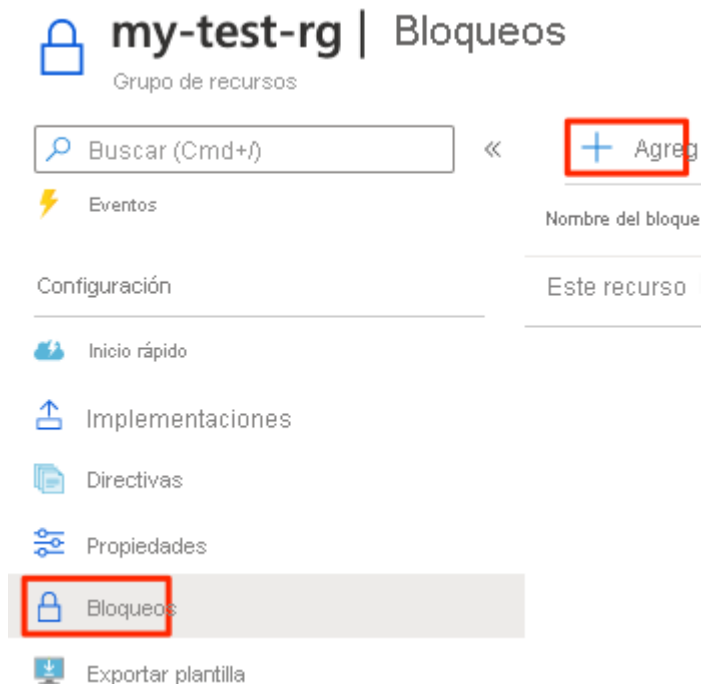 my-test-rg | Bloqueos
Grupo de recursos
Buscar (Cmd+/)
«
+ Agreg
Eventos
Nombre del bloque
Configuración
Este recurso
Inicio rápido
Implementaciones
Directivas
Propiedades
Bloqueos
Exportar plantilla